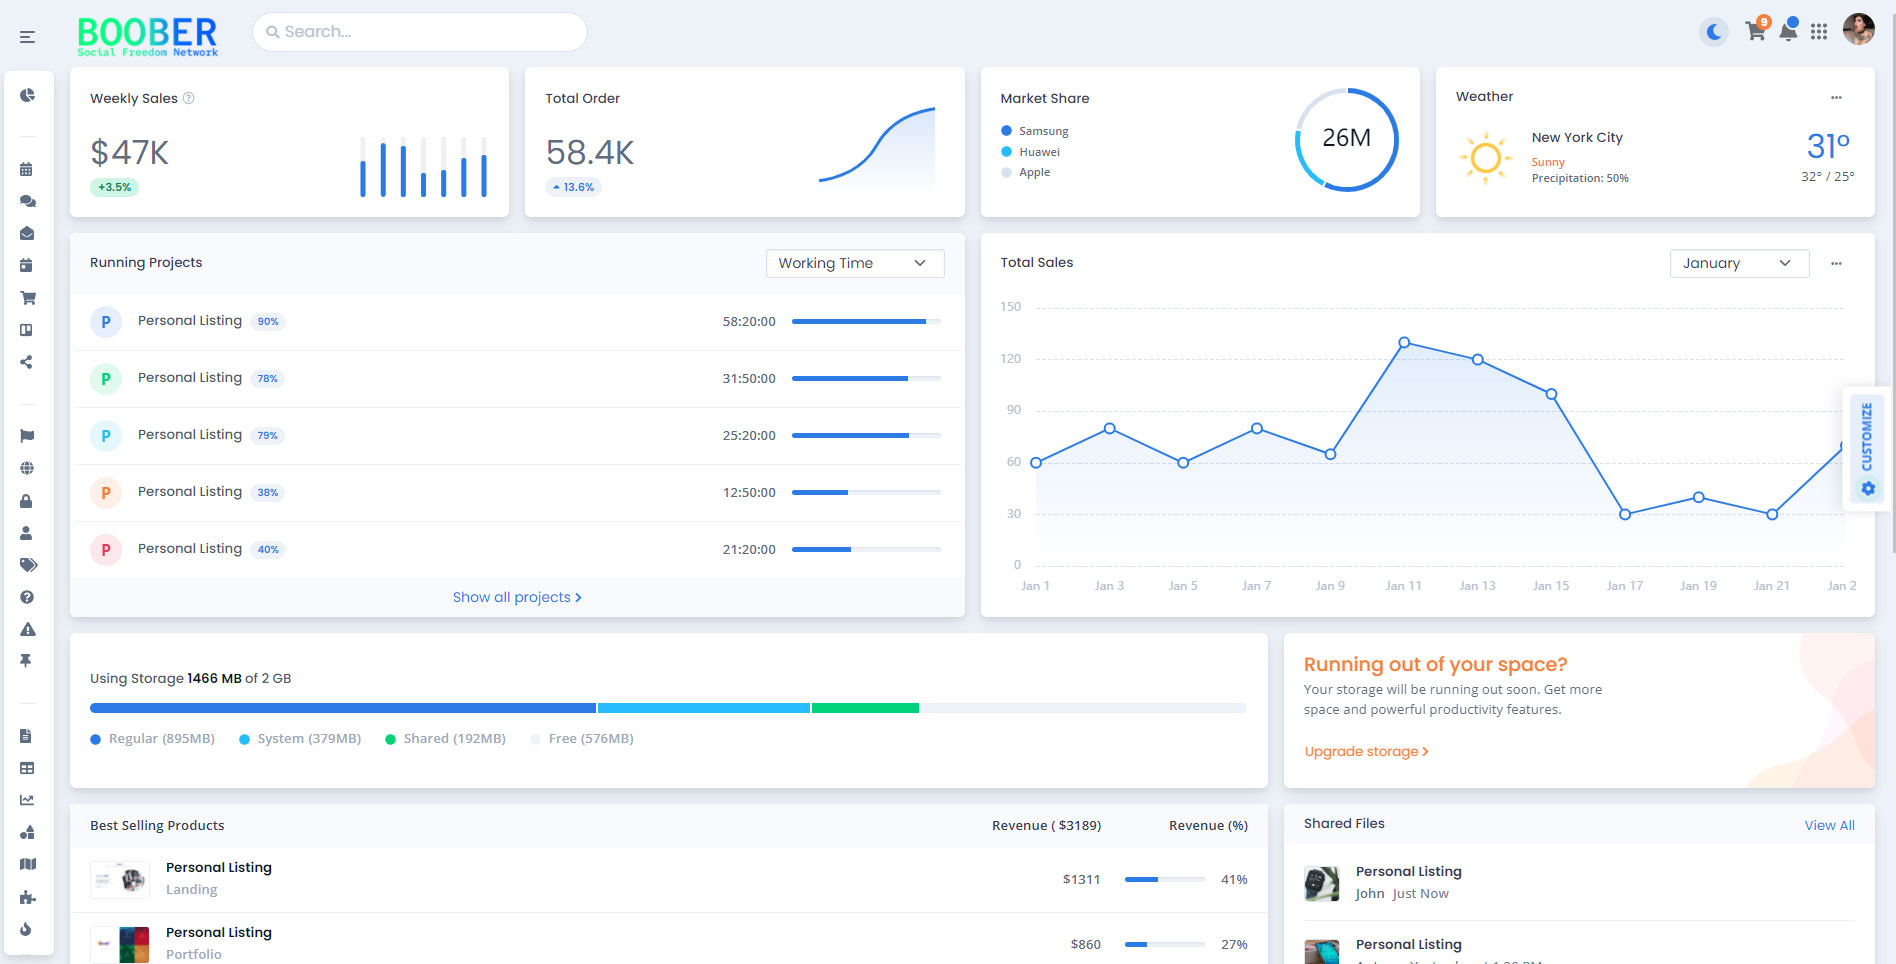 BOOBER
Social Freedom Network
Search...
9
Weekly Sales
$47K
+3.5%
Total Order
58.4K
13.6%
Market Share
Samsung
Huawei
Apple
26M
Weather
New York City
Sunny
Precipitation: 50%
31°
32° / 25°
Running Projects
Working Time
P Personal Listing 90% 58:20:00
P Personal Listing 78% 31:50:00
P Personal Listing 79% 25:20:00
P Personal Listing 38% 12:50:00
P Personal Listing 40% 21:20:00
Show all projects
Total Sales
January
150
120
90
60
30
0
Jan 1 Jan 3 Jan 5 Jan 7 Jan 9 Jan 11 Jan 13 Jan 15 Jan 17 Jan 19 Jan 21 Jan 2
CUSTOMIZE
Using Storage 1466 MB of 2 GB
Regular (895MB) System (379MB) Shared (192MB) Free (576MB)
Running out of your space?
Your storage will be running out soon. Get more
space and powerful productivity features.
Upgrade storage
Best Selling Products Revenue ( $3189) Revenue (%)
Personal Listing
Landing
$1311 41%
Personal Listing
Portfolio
$860 27%
Shared Files View All
Personal Listing
John Just Now
Personal Listing